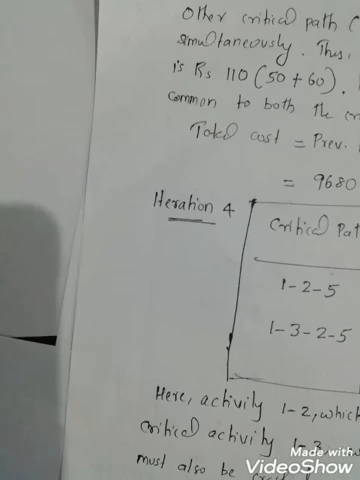 Other critical path (
simultaneously. Thus,
is Rs 110 (50 + 60).
common to both the
Total cost = Prev.
= 9680
Iteration 4
Critical Pat
1-2-5
1-3-2-5
Here, activity 1-2, which
critical activity 1-3,
must also be
Made with
VideoShow